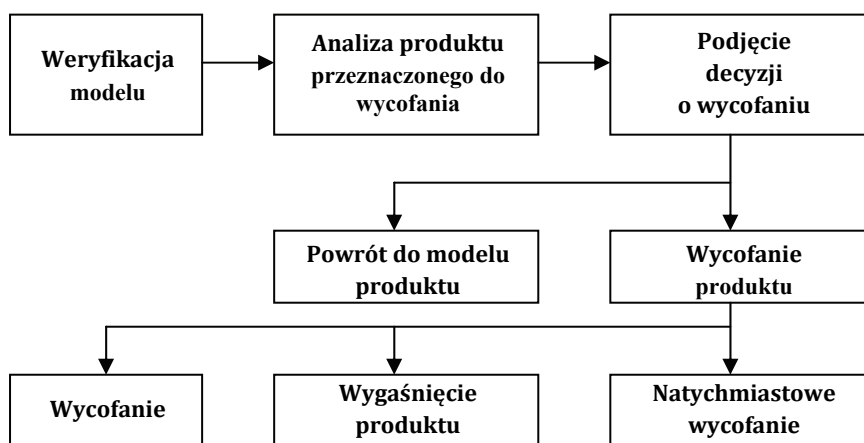 Weryfikacja
modelu
Analiza produktu
przeznaczonego do
wycofania
Podjęcie
decyzji
o wycofaniu
Powrót do modelu
produktu
Wycofanie
produktu
Wycofanie
Wygaśnięcie
produktu
Natychmiastowe
wycofanie